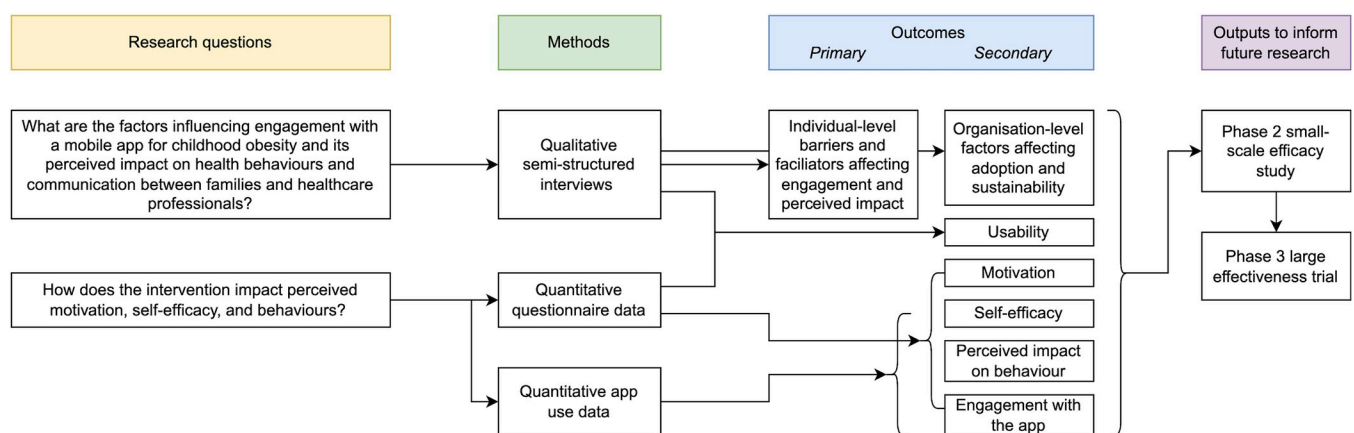 Research questions
Methods
Outcomes
Primary Secondary
Outputs to inform
future research
What are the factors influencing engagement with
a mobile app for childhood obesity and its
perceived impact on health behaviours and
communication between families and healthcare
professionals?
Qualitative
semi-structured
interviews
Individual-level
barriers and
faciliators affecting
engagement and
perceived impact
Organisation-level
factors affecting
adoption and
sustainability
Phase 2 small-
scale efficacy
study
Usability
How does the intervention impact perceived
motivation, self-efficacy, and behaviours?
Quantitative
questionnaire data
Motivation
Self-efficacy
Perceived impact
on behaviour
Phase 3 large
effectiveness trial
Quantitative app
use data
Engagement with
the app